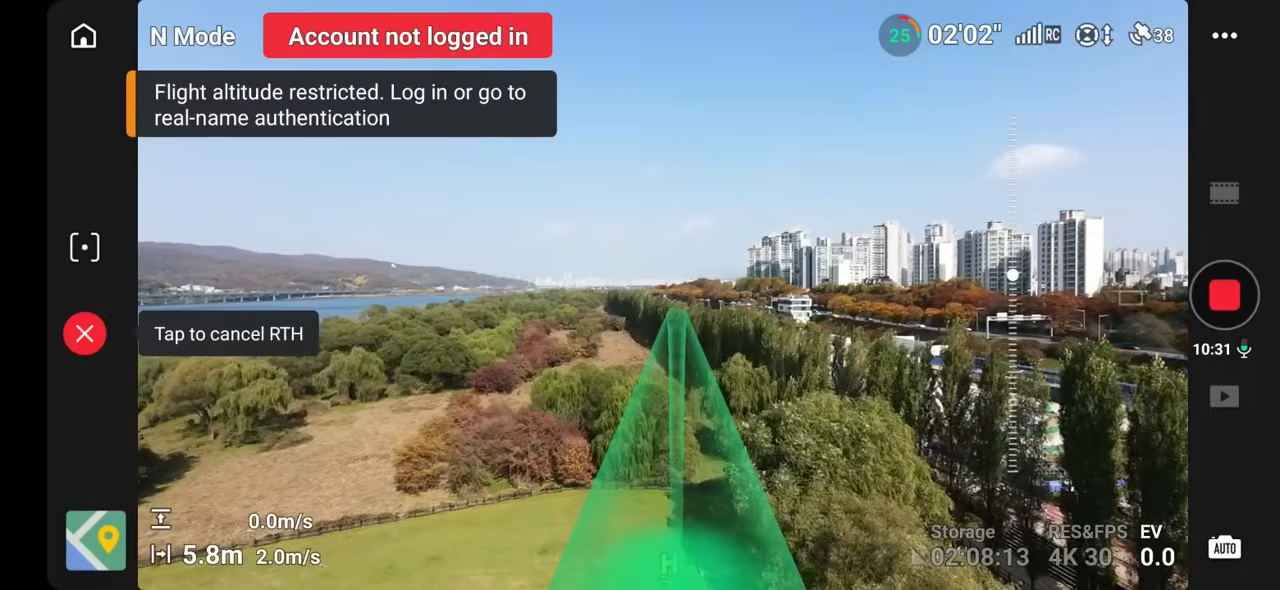 N Mode
Account not logged in
25
02'02"
RC
38
Flight altitude restricted. Log in or go to
real-name authentication
Tap to cancel RTH
10:31
0.0m/s
5.8m 2.0m/s
H
Storage
02:08:13
RES&FPS
4K 30
EV
0.0
AUTO